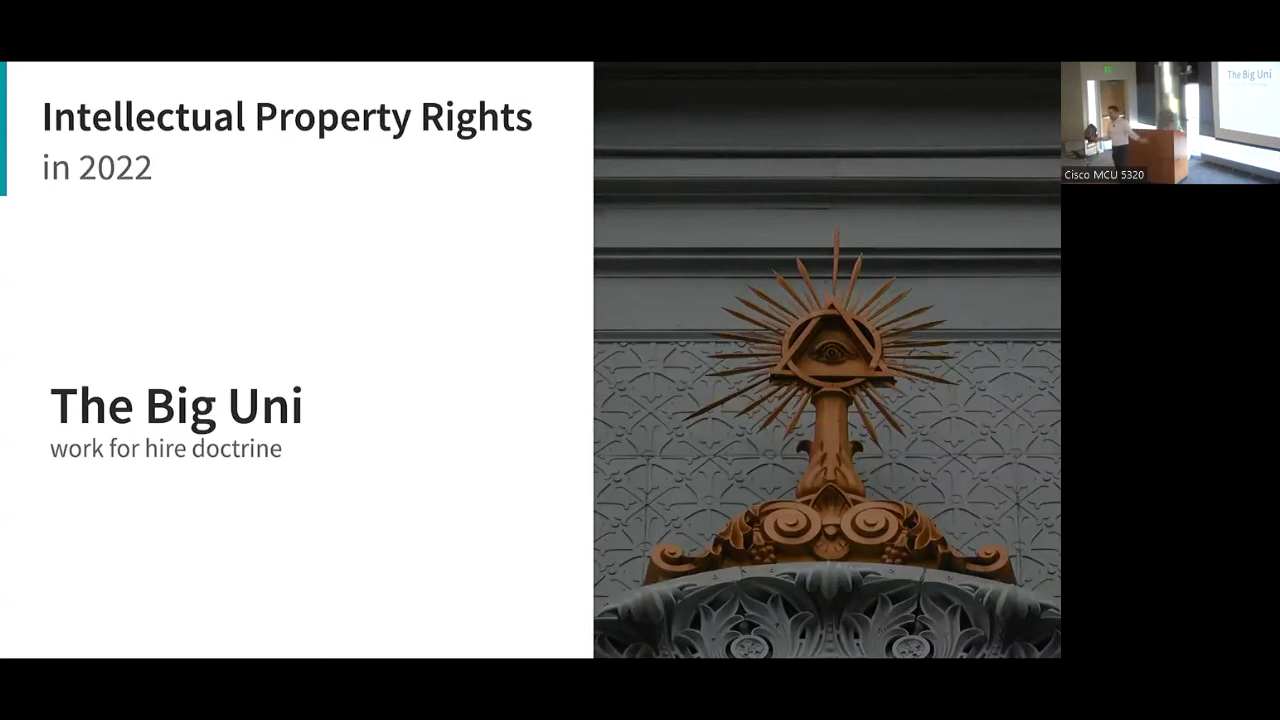 Intellectual Property Rights
in 2022
The Big Uni
work for hire doctrine
The Big Uni
Cisco MCU 5320